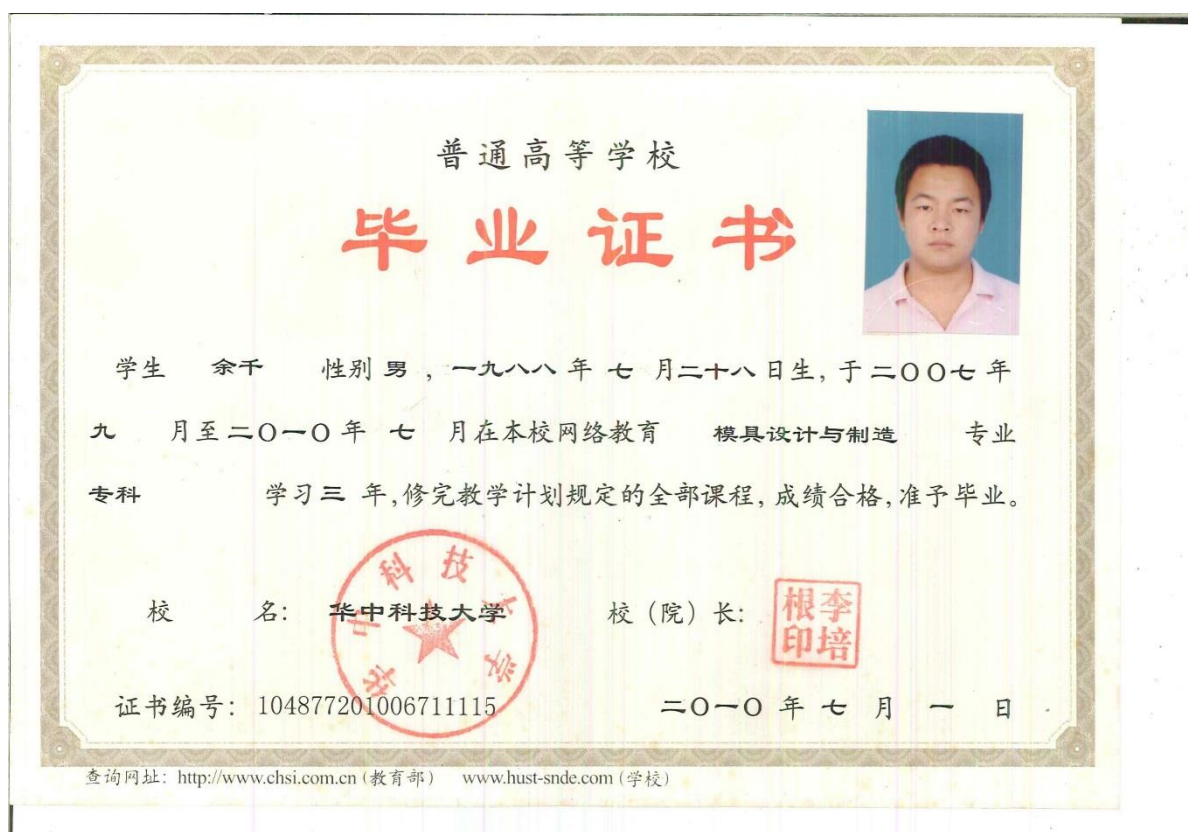 普通高等学校
毕业证书
学生 余千 性别 男 , 一九八八 年 七 月二十八日生, 于二〇〇七年
九 月至二〇一〇年 七 月在本校网络教育 模具设计与制造 专业
专科 学习三 年, 修完教学计划规定的全部课程, 成绩合格, 准予毕业。
华中科技大学
校 名: 华中科技大学 校（院）长: 李培根印
证书编号: 104877201006711115 二〇一〇 年 七 月 一 日
查询网址: http://www.chsi.com.cn (教育部) www.hust-snde.com (学校)